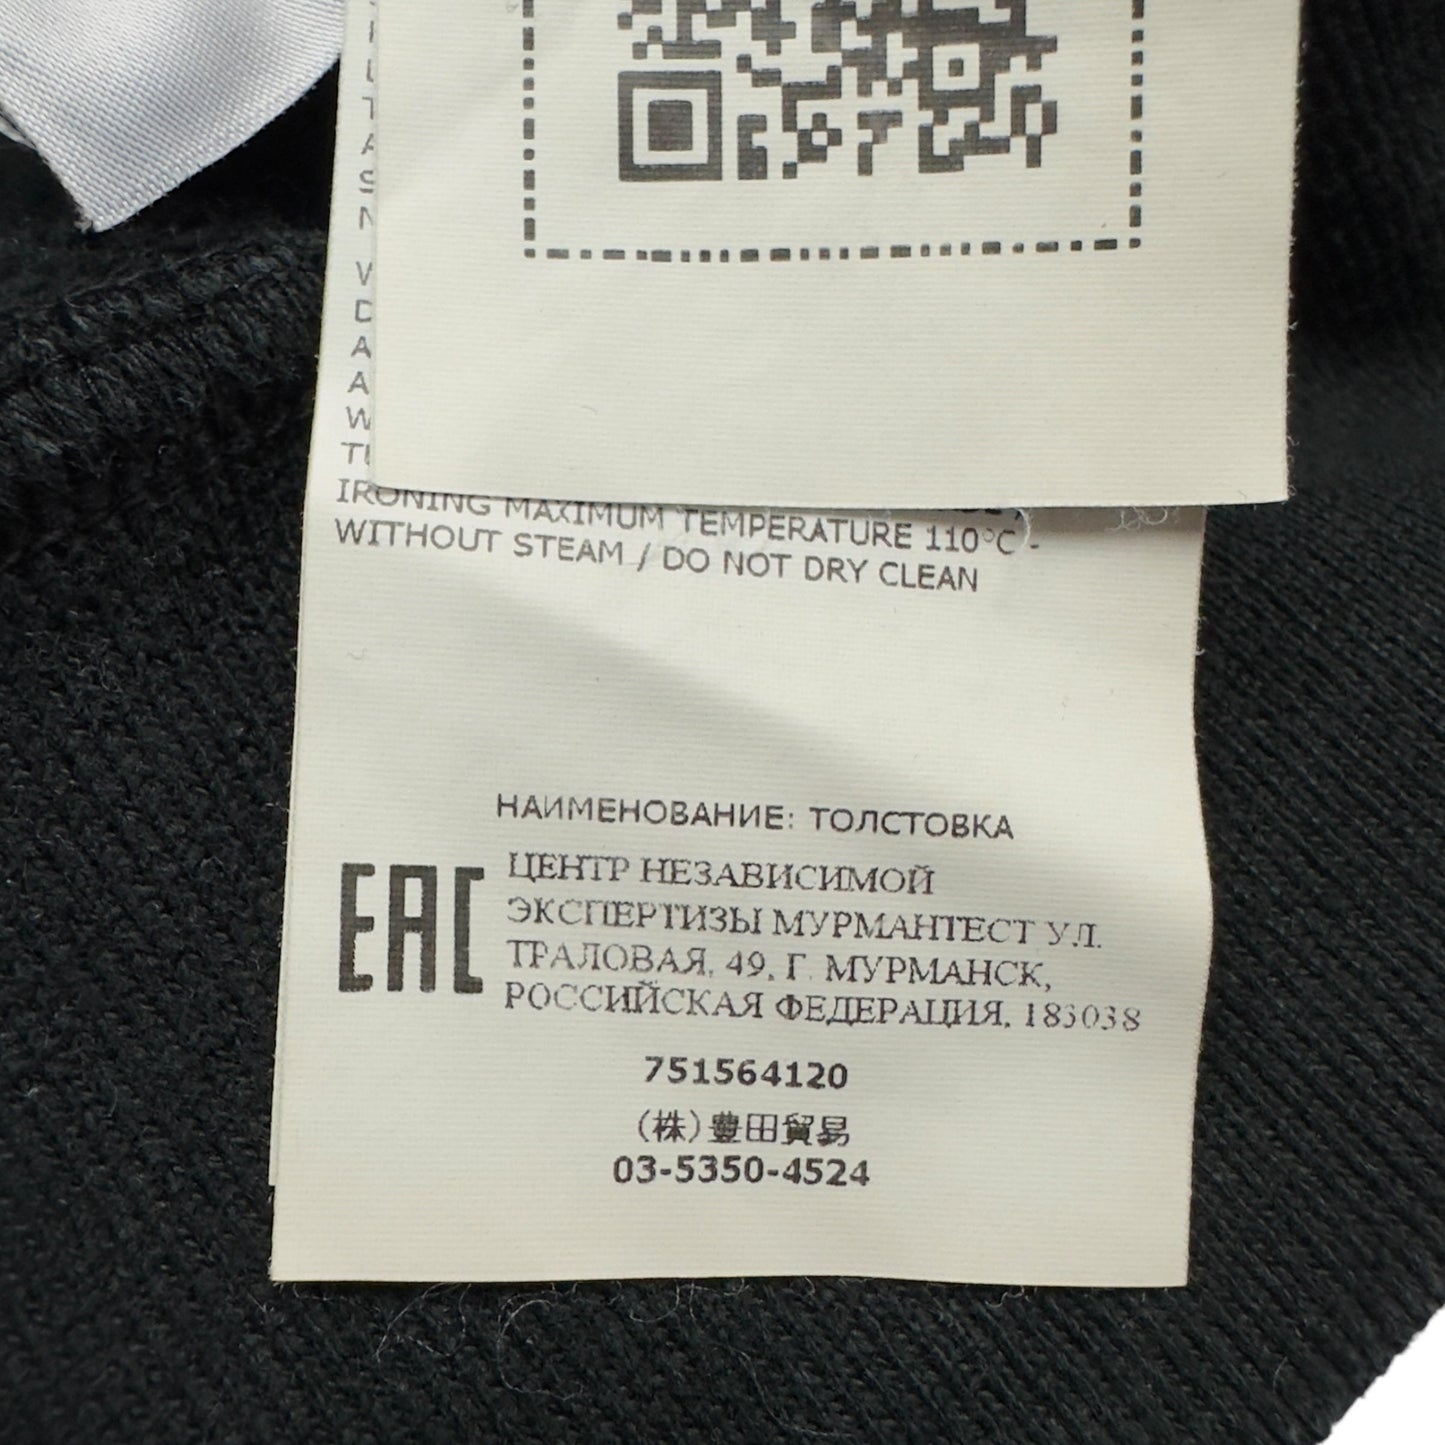 IRONING MAXIMUM TEMPERATURE 110°C -
WITHOUT STEAM / DO NOT DRY CLEAN
НАИМЕНОВАНИЕ: ТОЛСТОВКА
EAC
ЦЕНТР НЕЗАВИСИМОЙ
ЭКСПЕРТИЗЫ МУРМАНТЕСТ УЛ.
ТРАЛОВАЯ, 49, Г. МУРМАНСК,
РОССИЙСКАЯ ФЕДЕРАЦИЯ, 183038
751564120
(株)豊田貿易
03-5350-4524